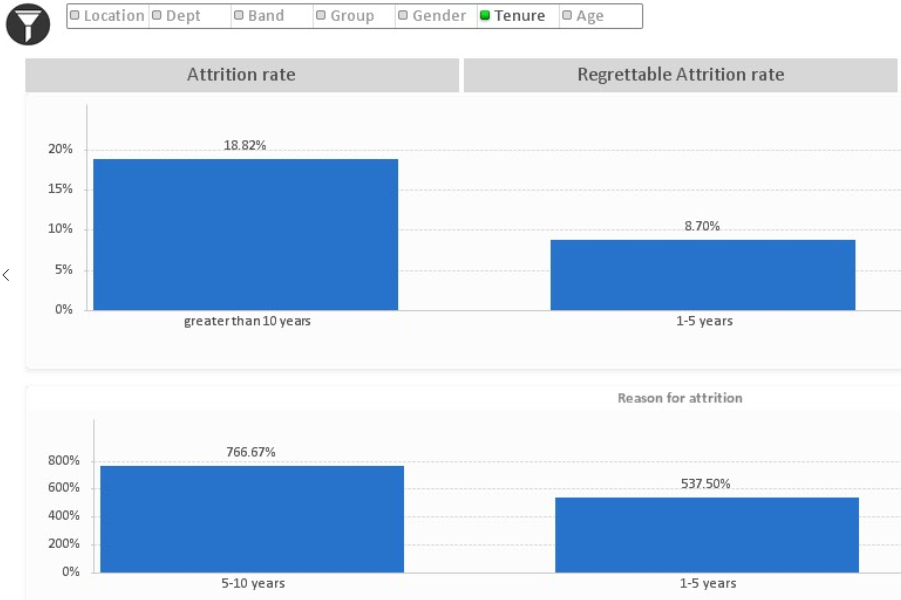 Location Dept Band Group Gender Tenure Age
Attrition rate Regrettable Attrition rate
20%
15%
10%
5%
0%
18.82%
8.70%
greater than 10 years 1-5 years
Reason for attrition
800%
600%
400%
200%
0%
766.67%
537.50%
5-10 years 1-5 years